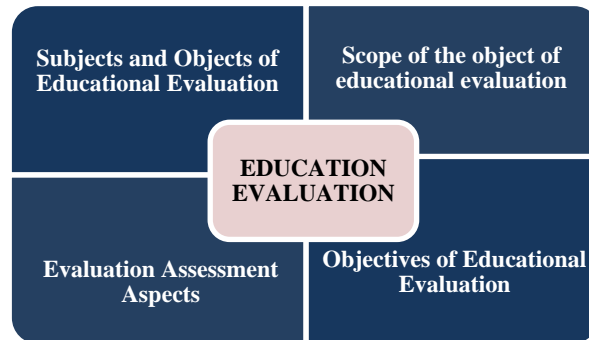 Subjects and Objects of
Educational Evaluation
Scope of the object of
educational evaluation
EDUCATION
EVALUATION
Evaluation Assessment
Aspects
Objectives of Educational
Evaluation